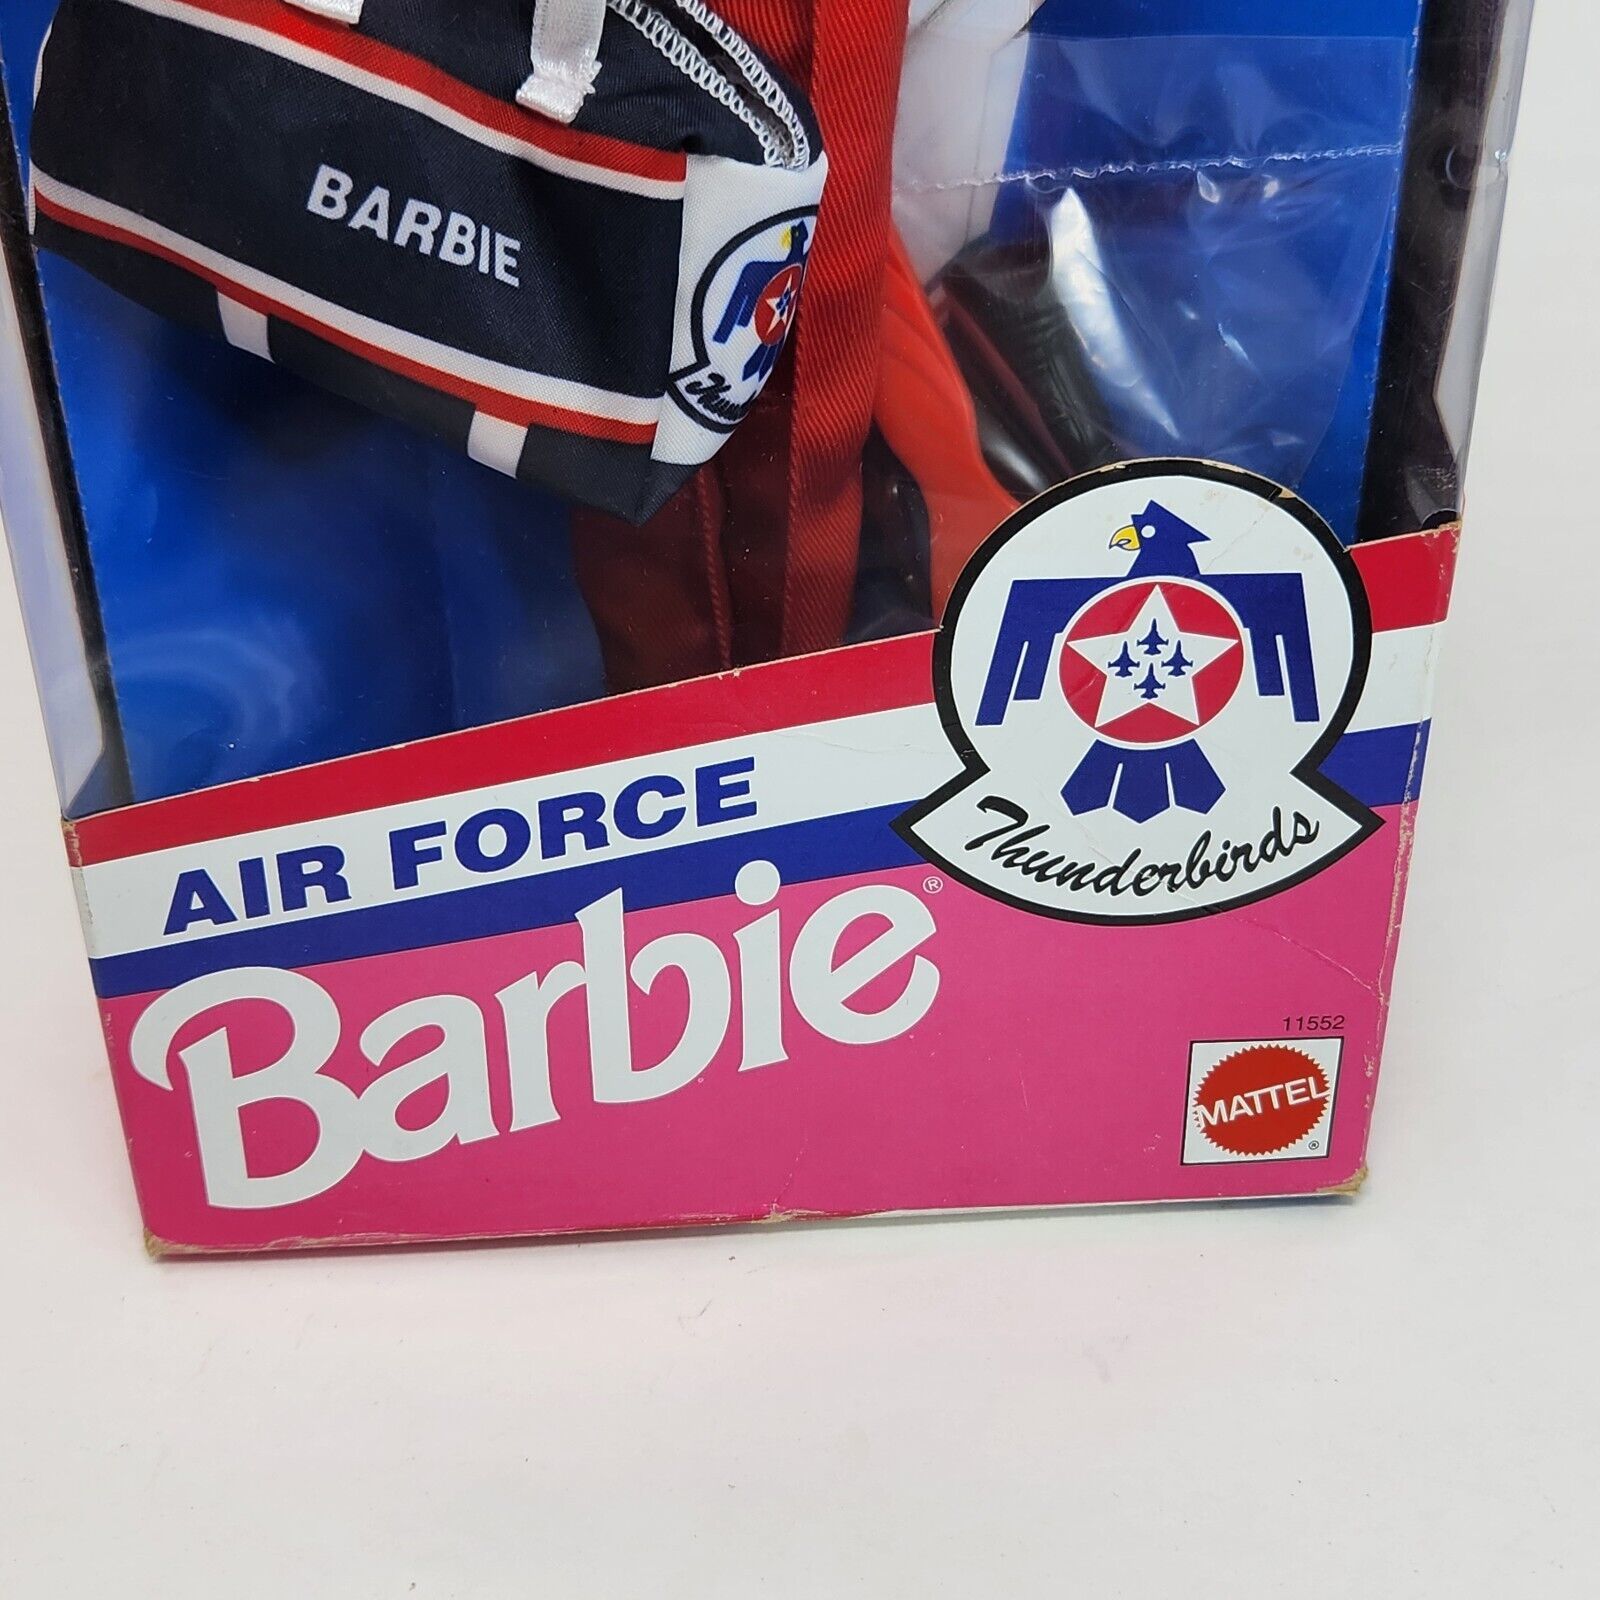 BARBIE
AIR FORCE
Barbie®
Thunderbirds
11552
MATTEL
®